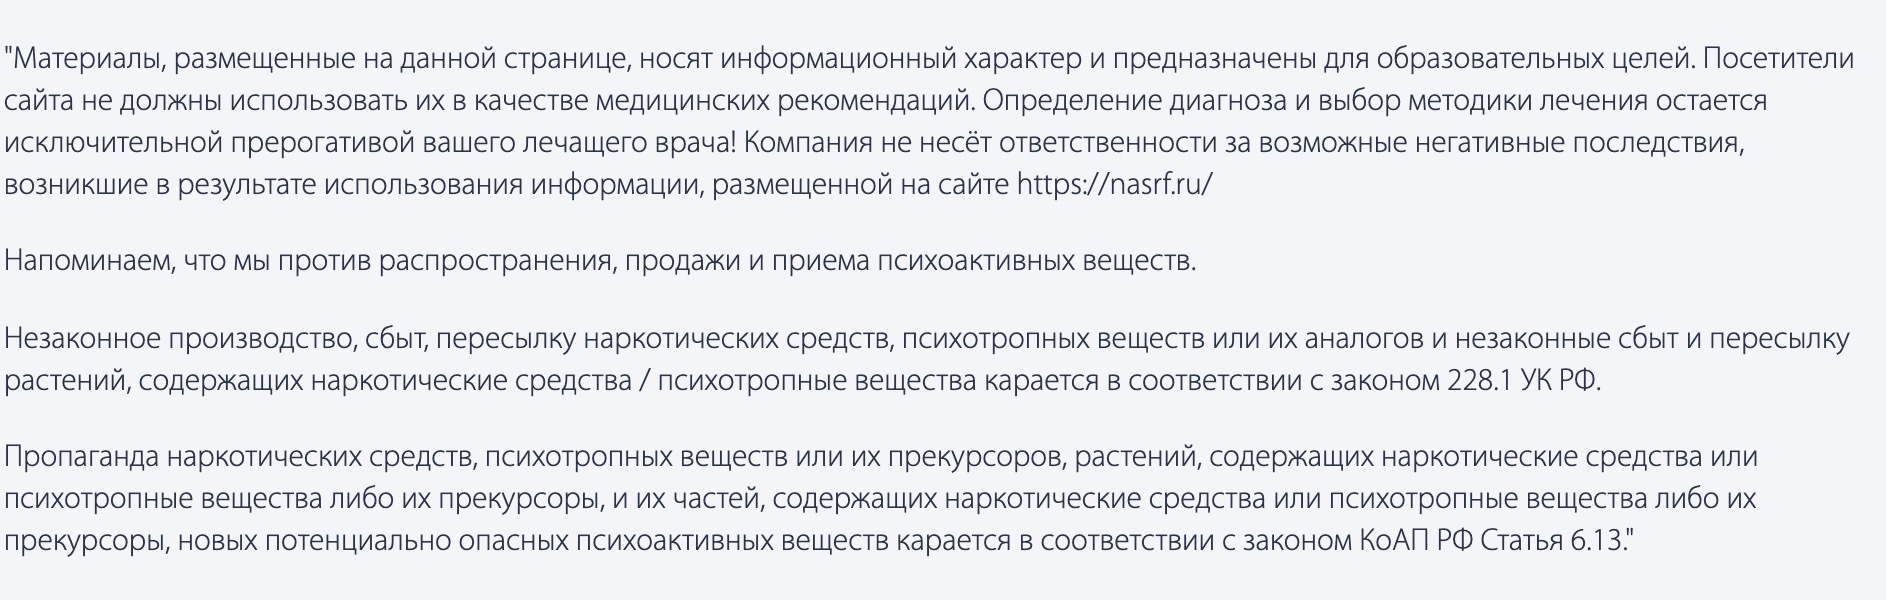 "Материалы, размещенные на данной странице, носят информационный характер и предназначены для образовательных целей. Посетители
сайта не должны использовать их в качестве медицинских рекомендаций. Определение диагноза и выбор методики лечения остается
исключительной прерогативой вашего лечащего врача! Компания не несёт ответственности за возможные негативные последствия,
возникшие в результате использования информации, размещенной на сайте https://nasrf.ru/
Напоминаем, что мы против распространения, продажи и приема психоактивных веществ.
Незаконное производство, сбыт, пересылку наркотических средств, психотропных веществ или их аналогов и незаконные сбыт и пересылку
растений, содержащих наркотические средства / психотропные вещества карается в соответствии с законом 228.1 УК РФ.
Пропаганда наркотических средств, психотропных веществ или их прекурсоров, растений, содержащих наркотические средства или
психотропные вещества либо их прекурсоры, и их частей, содержащих наркотические средства или психотропные вещества либо их
прекурсоры, новых потенциально опасных психоактивных веществ карается в соответствии с законом КоАП РФ Статья 6.13."